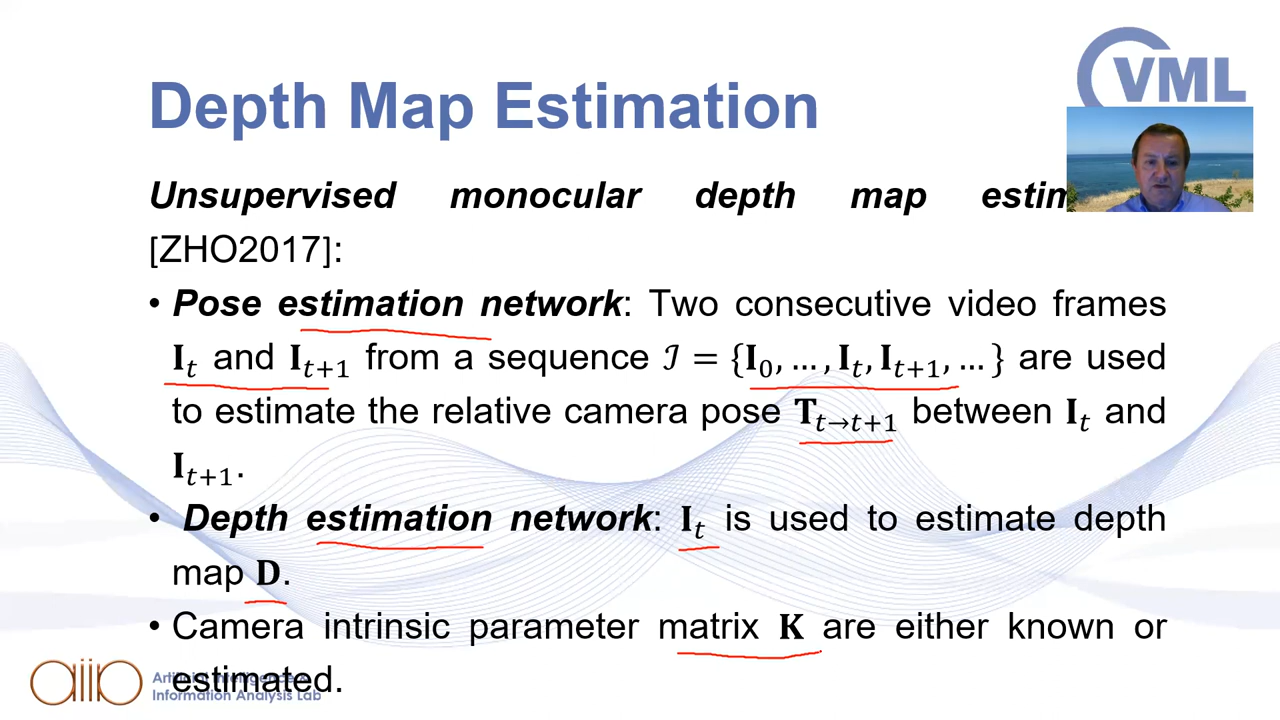 VML
Depth Map Estimation
Unsupervised monocular depth map
[ZHO2017]:
• Pose estimation network: Two consecutive video frames
I_t and I_{t+1} from a sequence ℐ = {I_0, … , I_t, I_{t+1}, … } are used
to estimate the relative camera pose T_{t→t+1} between I_t and
I_{t+1}.
• Depth estimation network: I_t is used to estimate depth
map D.
• Camera intrinsic parameter matrix K are either known or
estimated.
aiia
Artificial Intelligence &
Information Analysis Lab